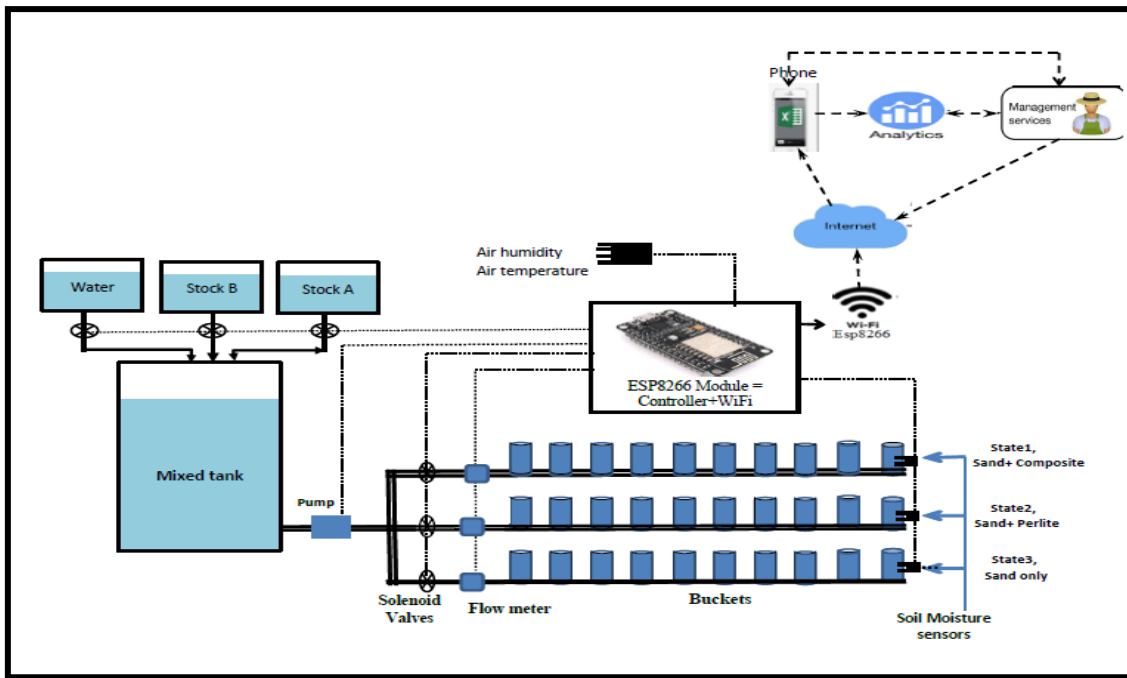 Phone
Analytics
Management
services
Internet
Air humidity
Air temperature
Wi-Fi
Esp8266
Water
Stock B
Stock A
ESP8266 Module =
Controller+WiFi
Mixed tank
Pump
State1,
Sand+ Composite
State2,
Sand+ Perlite
State3,
Sand only
Solenoid
Valves
Flow meter
Buckets
Soil Moisture
sensors